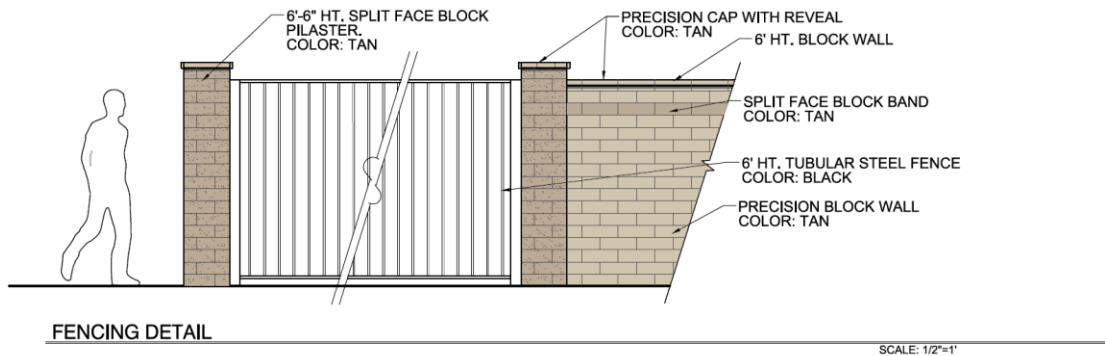 6'-6" HT. SPLIT FACE BLOCK
PILASTER.
COLOR: TAN
PRECISION CAP WITH REVEAL
COLOR: TAN
6' HT. BLOCK WALL
SPLIT FACE BLOCK BAND
COLOR: TAN
6' HT. TUBULAR STEEL FENCE
COLOR: BLACK
PRECISION BLOCK WALL
COLOR: TAN
FENCING DETAIL
SCALE: 1/2"=1'